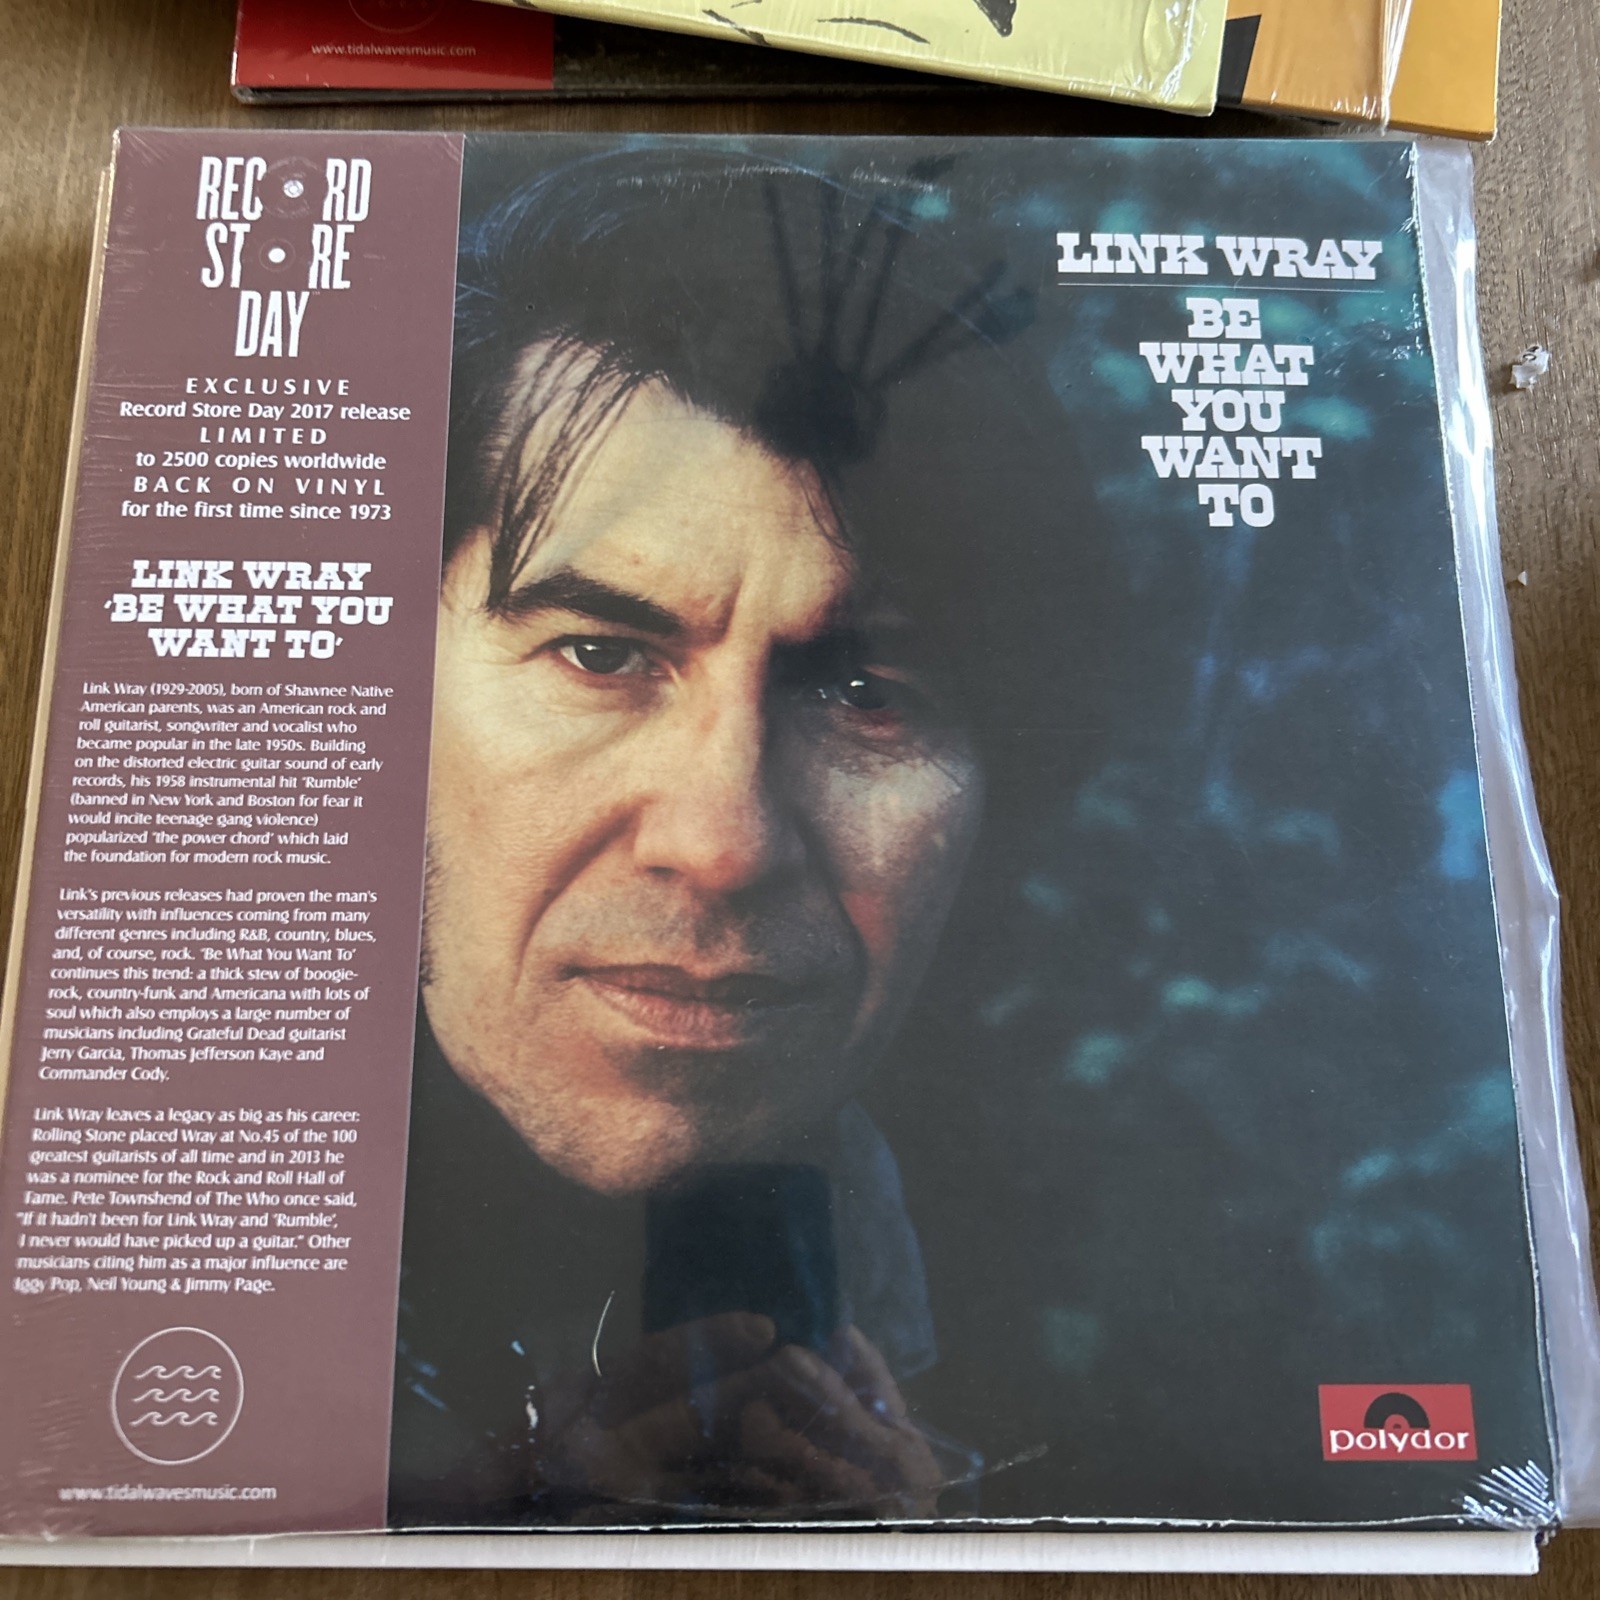 www.tidalwavesmusic.com
RECORD
STORE
DAY
EXCLUSIVE
Record Store Day 2017 release
LIMITED
to 2500 copies worldwide
BACK ON VINYL
for the first time since 1973
LINK WRAY
'BE WHAT YOU
WANT TO'
Link Wray (1929-2005), born of Shawnee Native
American parents, was an American rock and
roll guitarist, songwriter and vocalist who
became popular in the late 1950s. Building
on the distorted electric guitar sound of early
records, his 1958 instrumental hit 'Rumble'
(banned in New York and Boston for fear it
would incite teenage gang violence)
popularized 'the power chord' which laid
the foundation for modern rock music.
Link's previous releases had proven the man's
versatility with influences coming from many
different genres including R&B, country, blues,
and, of course, rock. 'Be What You Want To'
continues this trend: a thick stew of boogie-
rock, country-funk and Americana with lots of
soul which also employs a large number of
musicians including Grateful Dead guitarist
Jerry Garcia, Thomas Jefferson Kaye and
Commander Cody.
Link Wray leaves a legacy as big as his career:
Rolling Stone placed Wray at No.45 of the 100
greatest guitarists of all time and in 2013 he
was a nominee for the Rock and Roll Hall of
Fame. Pete Townshend of The Who once said,
"If it hadn't been for Link Wray and 'Rumble',
I never would have picked up a guitar." Other
musicians citing him as a major influence are
Iggy Pop, Neil Young & Jimmy Page.
www.tidalwavesmusic.com
LINK WRAY
BE
WHAT
YOU
WANT
TO
polydor